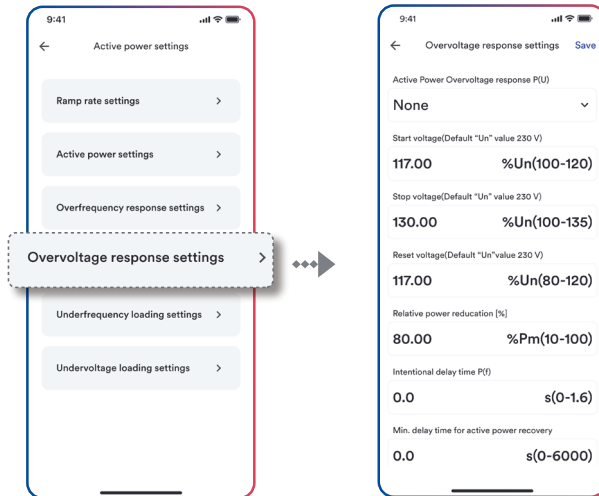 9:41
Active power settings
Ramp rate settings
Active power settings
Overfrequency response settings
Overvoltage response settings
Underfrequency loading settings
Undervoltage loading settings
9:41
Overvoltage response settings Save
Active Power Overvoltage response P(U)
None
Start voltage(Default “Un” value 230 V)
117.00 %Un(100-120)
Stop voltage(Default “Un” value 230 V)
130.00 %Un(100-135)
Reset voltage(Default “Un”value 230 V)
117.00 %Un(80-120)
Relative power reducation [%]
80.00 %Pm(10-100)
Intentional delay time P(f)
0.0 s(0-1.6)
Min. delay time for active power recovery
0.0 s(0-6000)